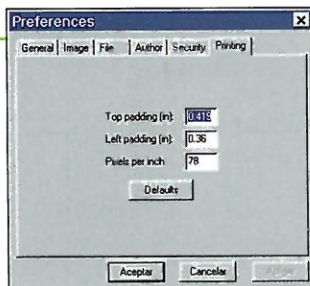 Preferences
General Image File Author Security Printing
Top padding (in): 0.419
Left padding (in): 0.36
Pixels per inch 78
Defaults
Aceptar Cancelar